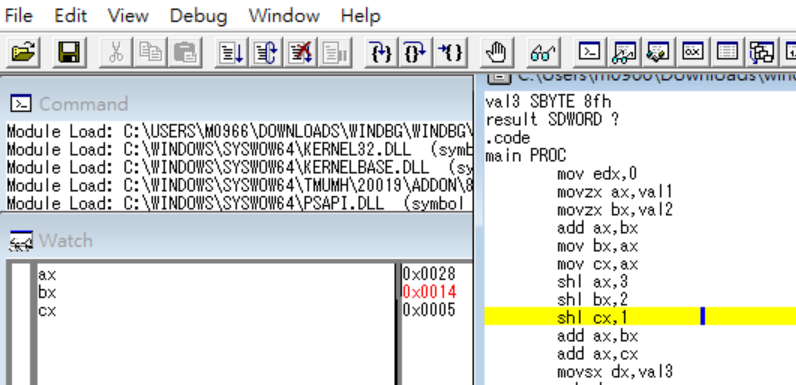 File Edit View Debug Window Help
Command
Module Load: C:\USERS\M0966\DOWNLOADS\WINDBG\WINDBG\
Module Load: C:\WINDOWS\SYSWOW64\KERNEL32.DLL (symb
Module Load: C:\WINDOWS\SYSWOW64\KERNELBASE.DLL (sy
Module Load: C:\WINDOWS\SYSWOW64\TMUMH\20019\ADDON\8
Module Load: C:\WINDOWS\SYSWOW64\PSAPI.DLL (symbol
Watch
ax 0x0028
bx 0x0014
cx 0x0005
C:\Users\m0966\Downloads\wind
val3 SBYTE 8fh
result SDWORD ?
.code
main PROC
mov edx,0
movzx ax,val1
movzx bx,val2
add ax,bx
mov bx,ax
mov cx,ax
shl ax,3
shl bx,2
shl cx,1
add ax,bx
add ax,cx
movsx dx,val3